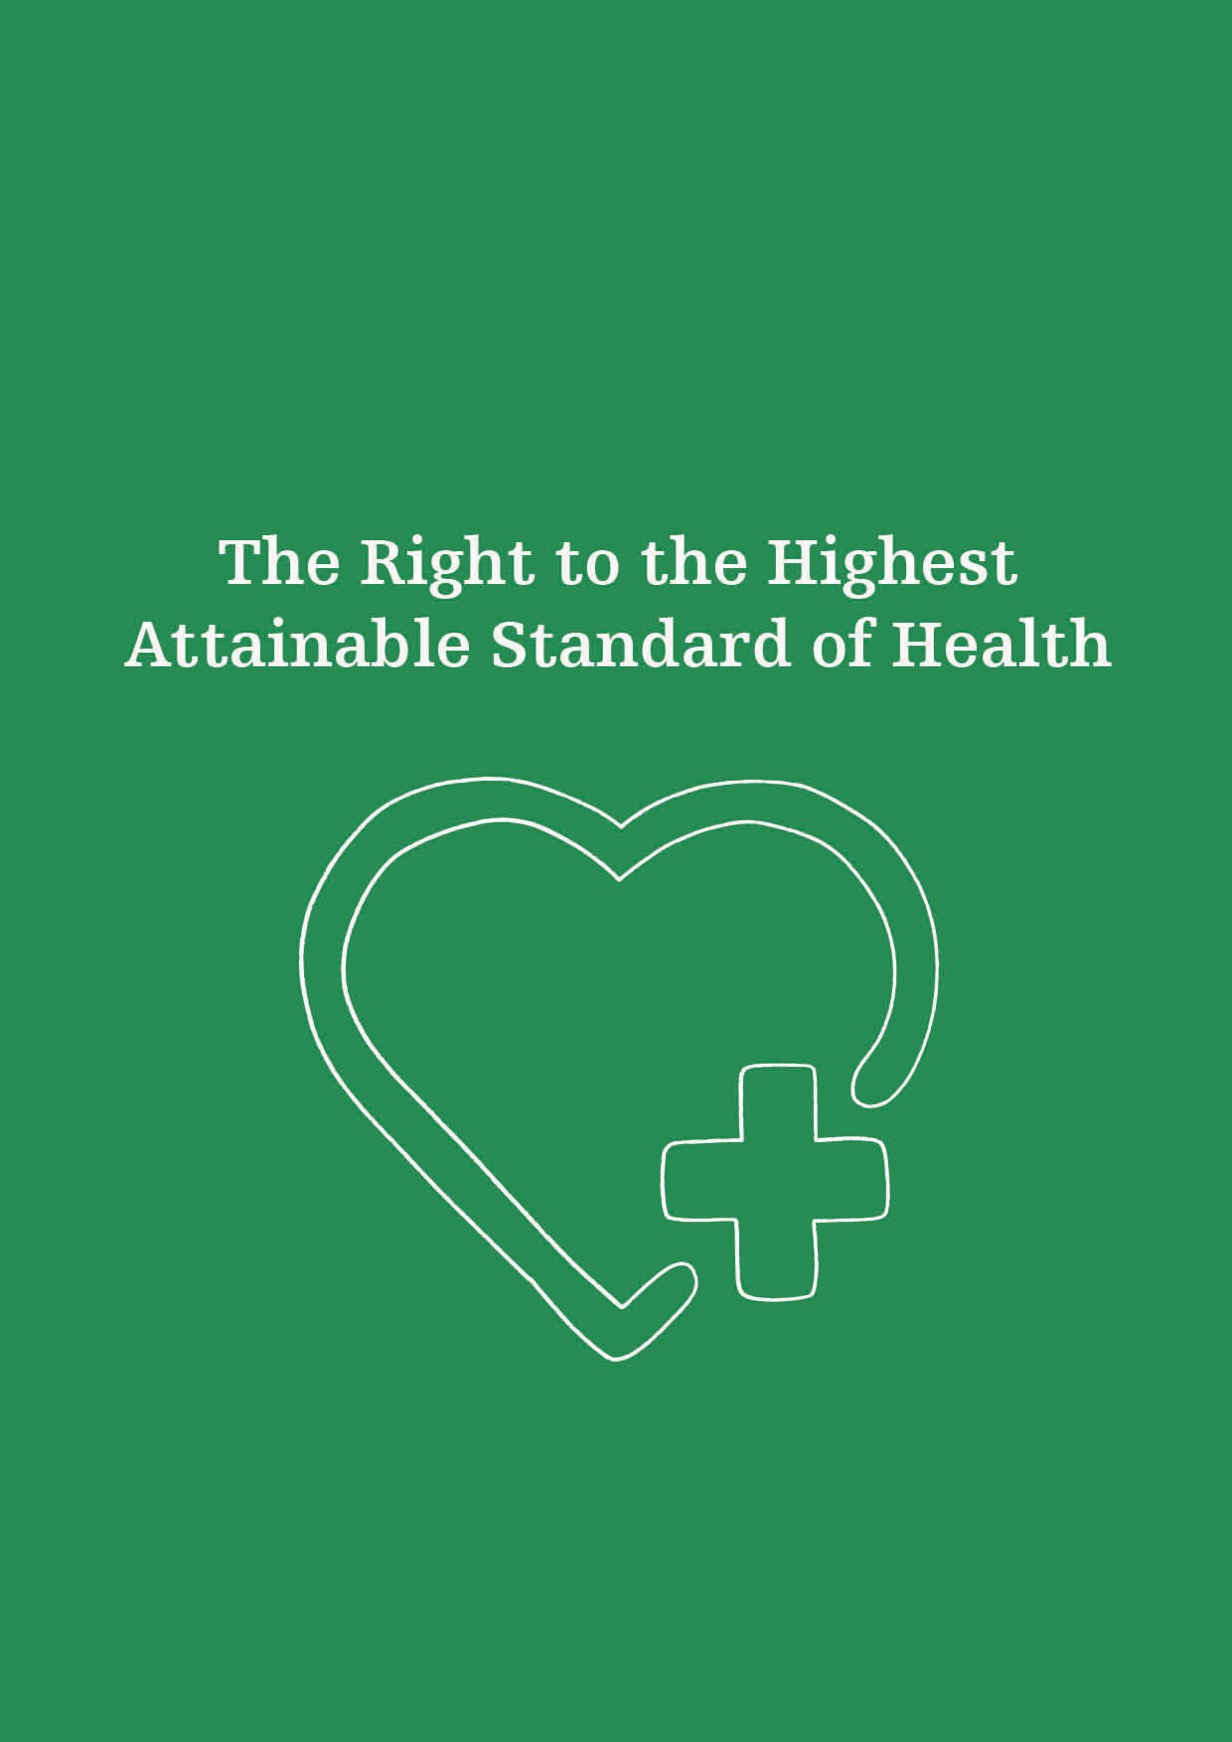 The Right to the Highest
Attainable Standard of Health